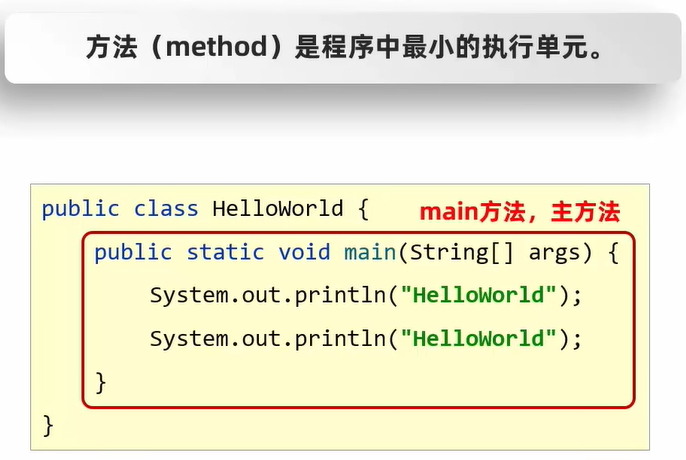 方法（method）是程序中最小的执行单元。
public class HelloWorld {
main方法，主方法
public static void main(String[] args) {
System.out.println("HelloWorld");
System.out.println("HelloWorld");
}
}